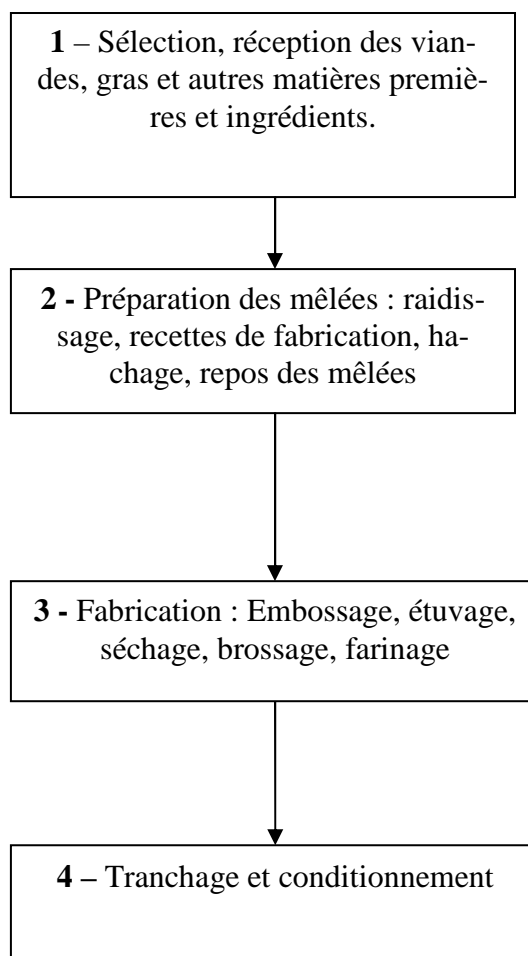 1 – Sélection, réception des vian-
des, gras et autres matières premiè-
res et ingrédients.
2 - Préparation des mêlées : raidis-
sage, recettes de fabrication, ha-
chage, repos des mêlées
3 - Fabrication : Embossage, étuvage,
séchage, brossage, farinage
4 – Tranchage et conditionnement